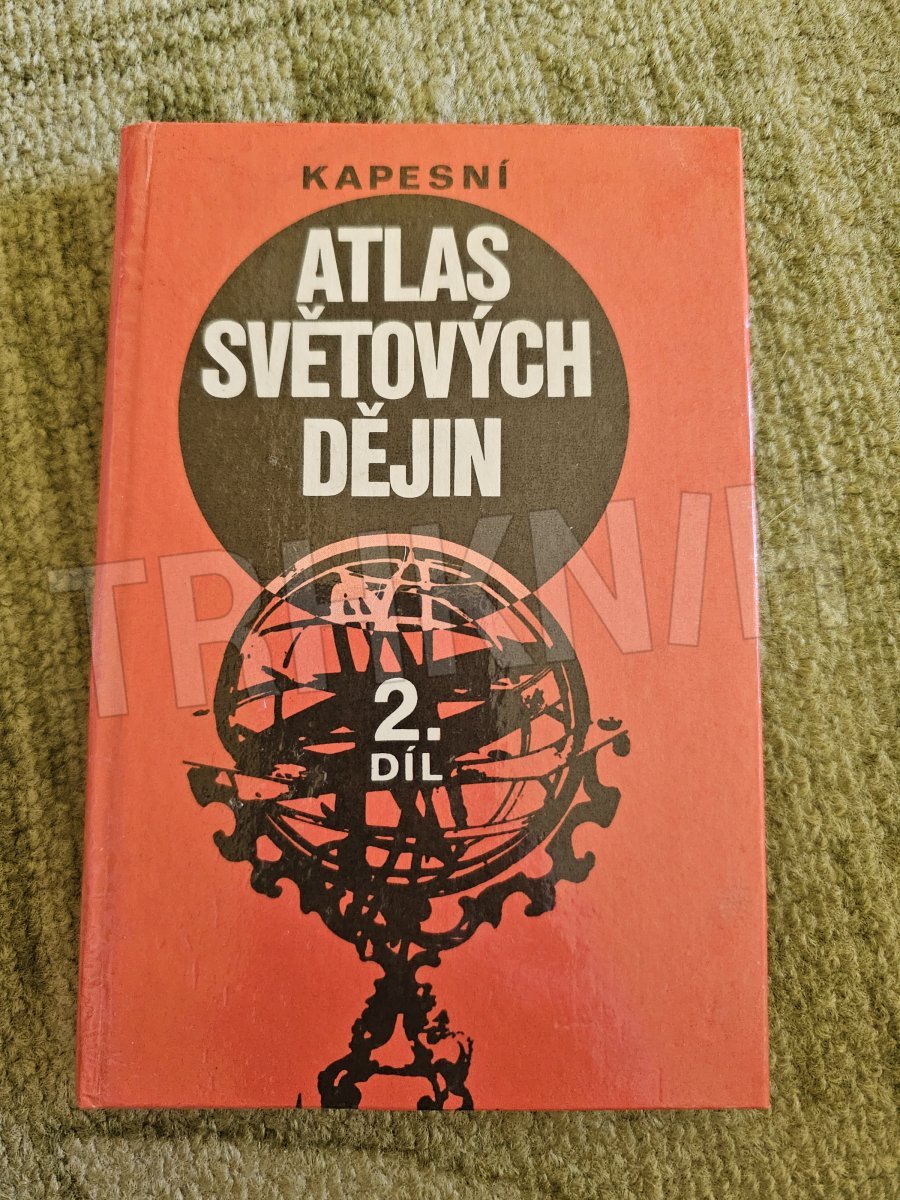 KAPESNÍ
ATLAS
SVĚTOVÝCH
DĚJIN
2.
DÍL